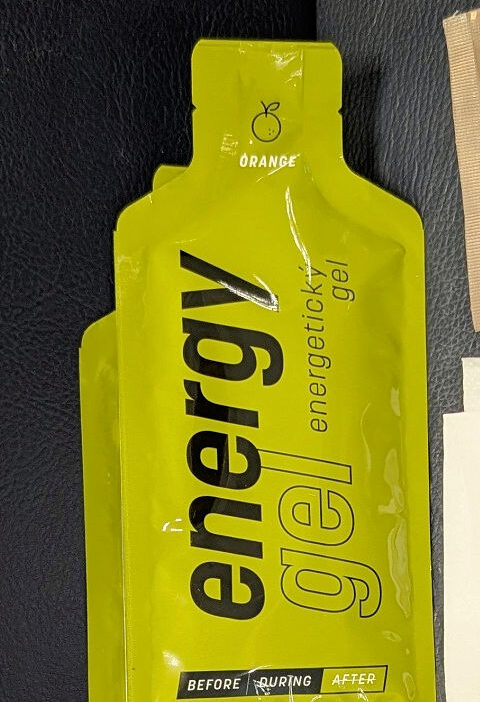 ORANGE
energy
gel
energetický
gel
BEFORE DURING AFTER